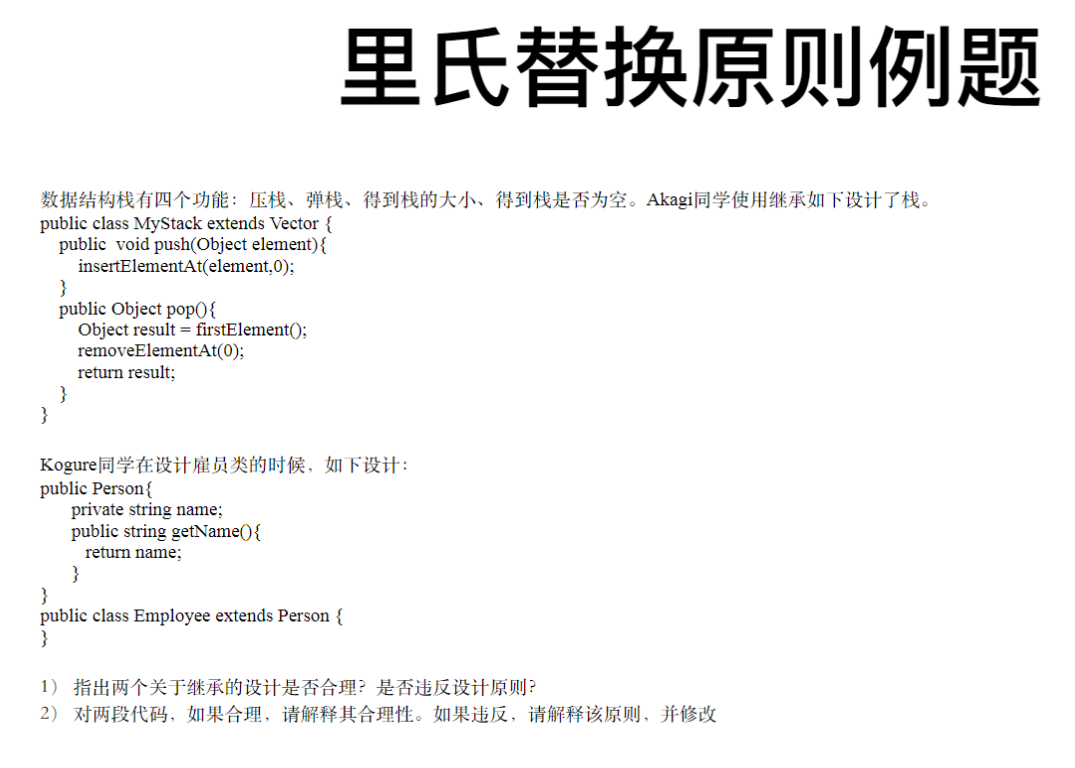 里氏替换原则例题
数据结构栈有四个功能：压栈、弹栈、得到栈的大小、得到栈是否为空。Akagi同学使用继承如下设计了栈。
public class MyStack extends Vector {
public  void push(Object element){
insertElementAt(element,0);
}
public Object pop(){
Object result = firstElement();
removeElementAt(0);
return result;
}
}
Kogure同学在设计雇员类的时候，如下设计：
public Person{
private string name;
public string getName(){
return name;
}
}
public class Employee extends Person {
}
1） 指出两个关于继承的设计是否合理？是否违反设计原则？
2） 对两段代码，如果合理，请解释其合理性。如果违反，请解释该原则，并修改